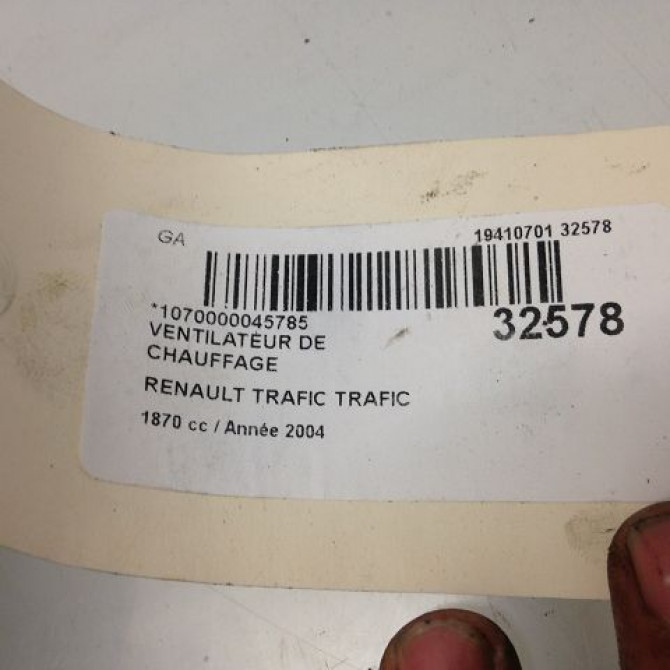 GA
19410701 32578
*1070000045785
32578
VENTILATEUR DE
CHAUFFAGE
RENAULT TRAFIC TRAFIC
1870 cc / Année 2004